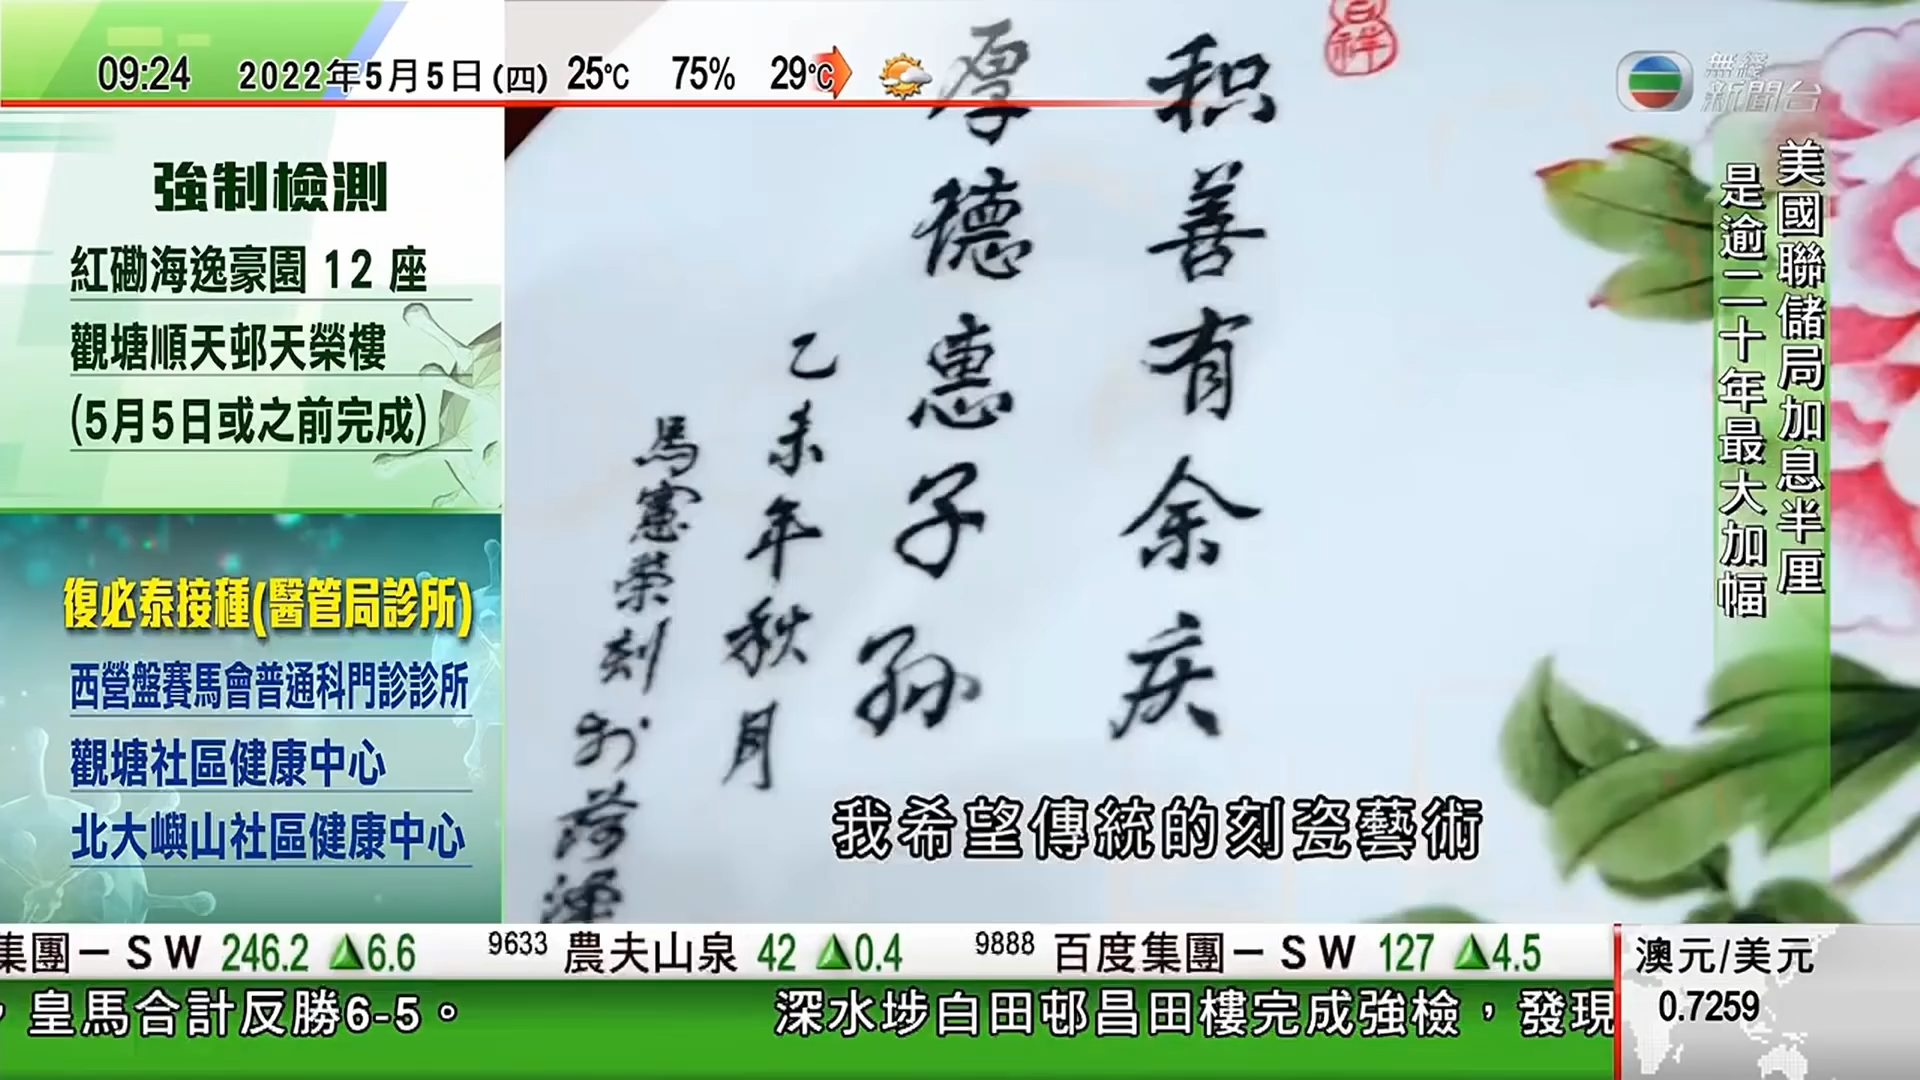 09:24 2022年5月5日(四) 25℃ 75% 29℃
無綫
新聞台
強制檢測
紅磡海逸豪園 12 座
觀塘順天邨天榮樓
(5月5日或之前完成)
復必泰接種(醫管局診所)
西營盤賽馬會普通科門診診所
觀塘社區健康中心
北大嶼山社區健康中心
美國聯儲局加息半厘
是逾二十年最大加幅
积善有余庆
厚德惠子孙
乙未年秋月
馬憲荣刻於菏澤
我希望傳統的刻瓷藝術
集團－ＳＷ 246.2 ▲6.6 9633 農夫山泉 42 ▲0.4 9888 百度集團－ＳＷ 127 ▲4.5
，皇馬合計反勝6-5。 深水埗白田邨昌田樓完成強檢，發現
澳元/美元
0.7259